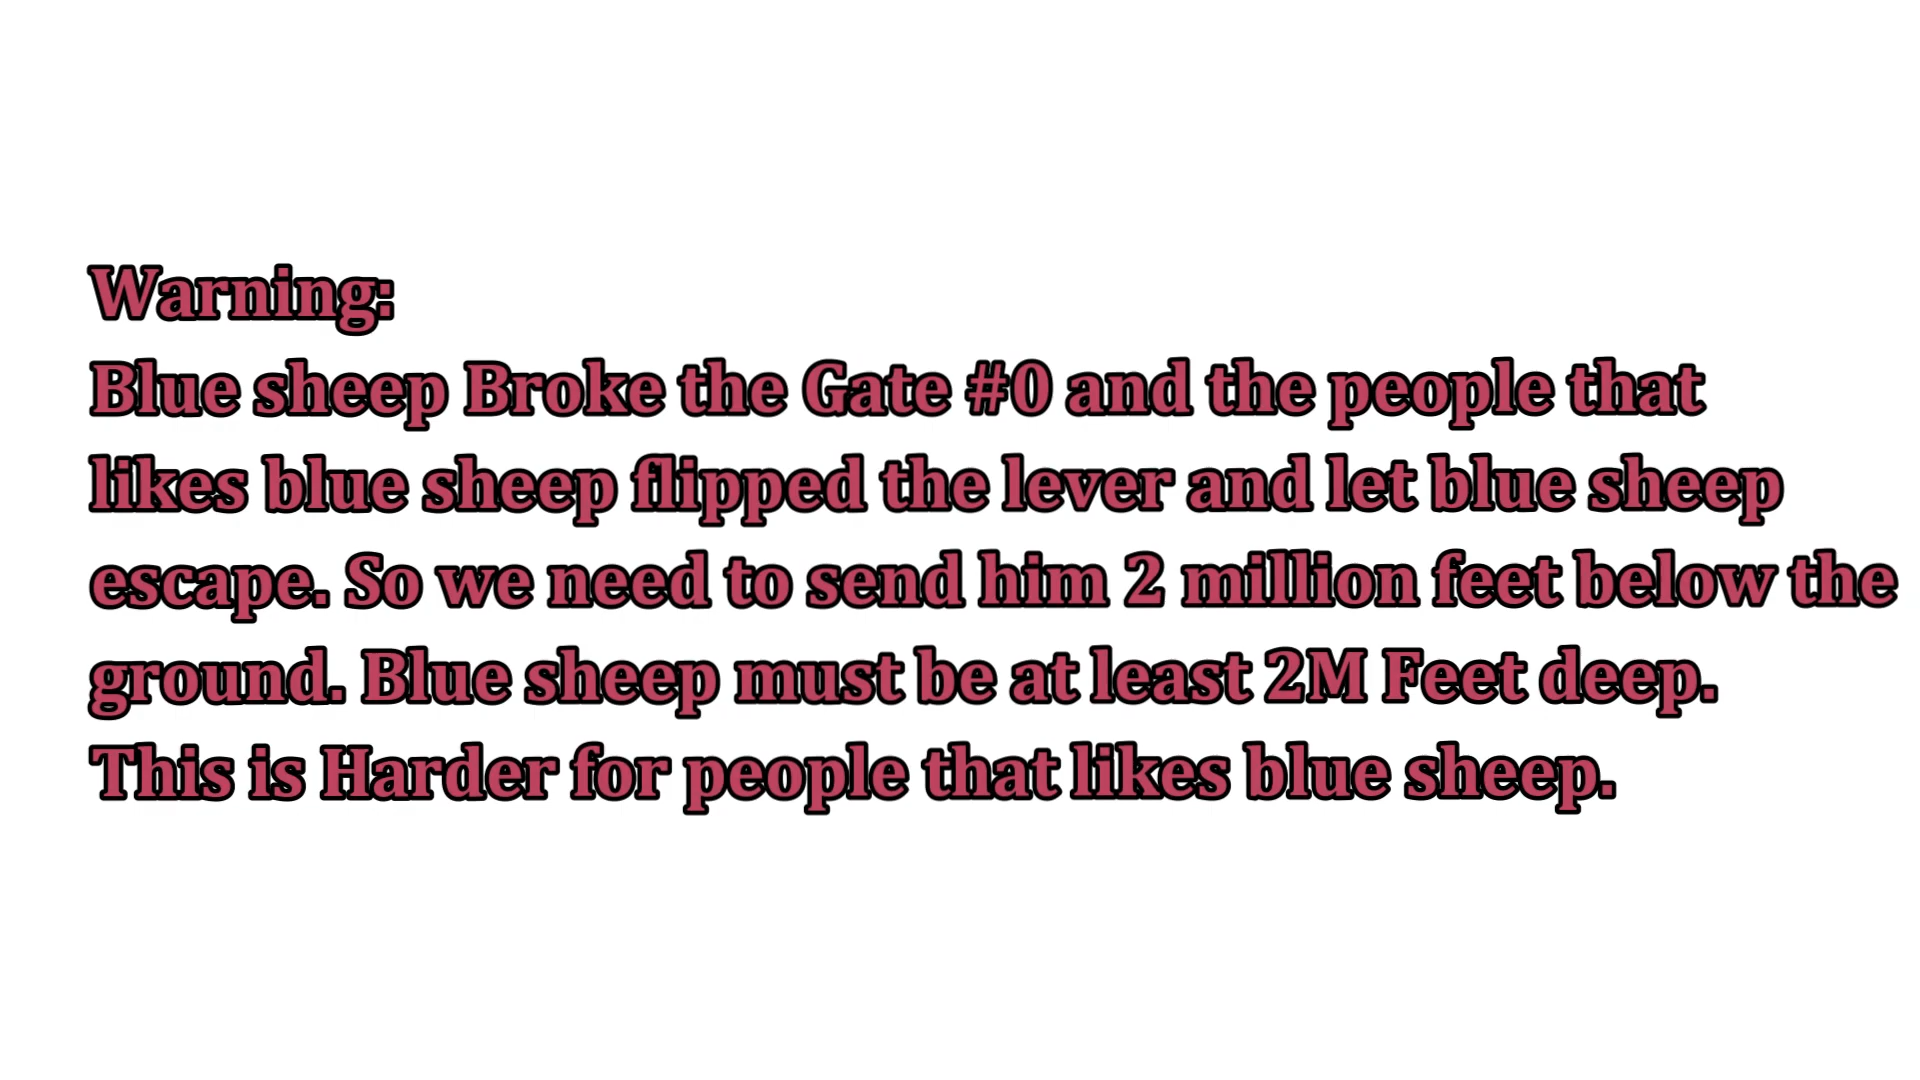 Warning:
Blue sheep Broke the Gate #0 and the people that
likes blue sheep flipped the lever and let blue sheep
escape. So we need to send him 2 million feet below the
ground. Blue sheep must be at least 2M Feet deep.
This is Harder for people that likes blue sheep.